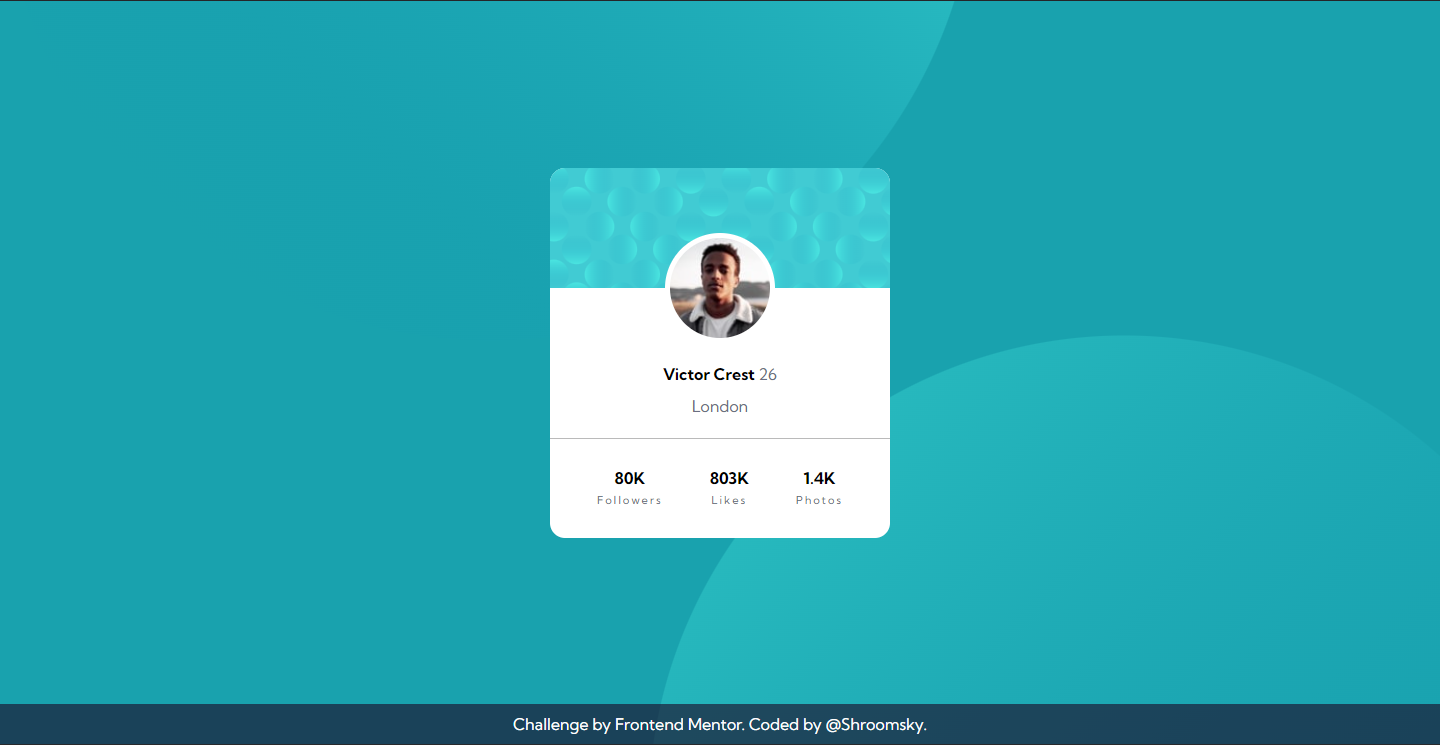 Victor Crest 26
London
80K 803K 1.4K
Followers Likes Photos
Challenge by Frontend Mentor. Coded by @Shroomsky.